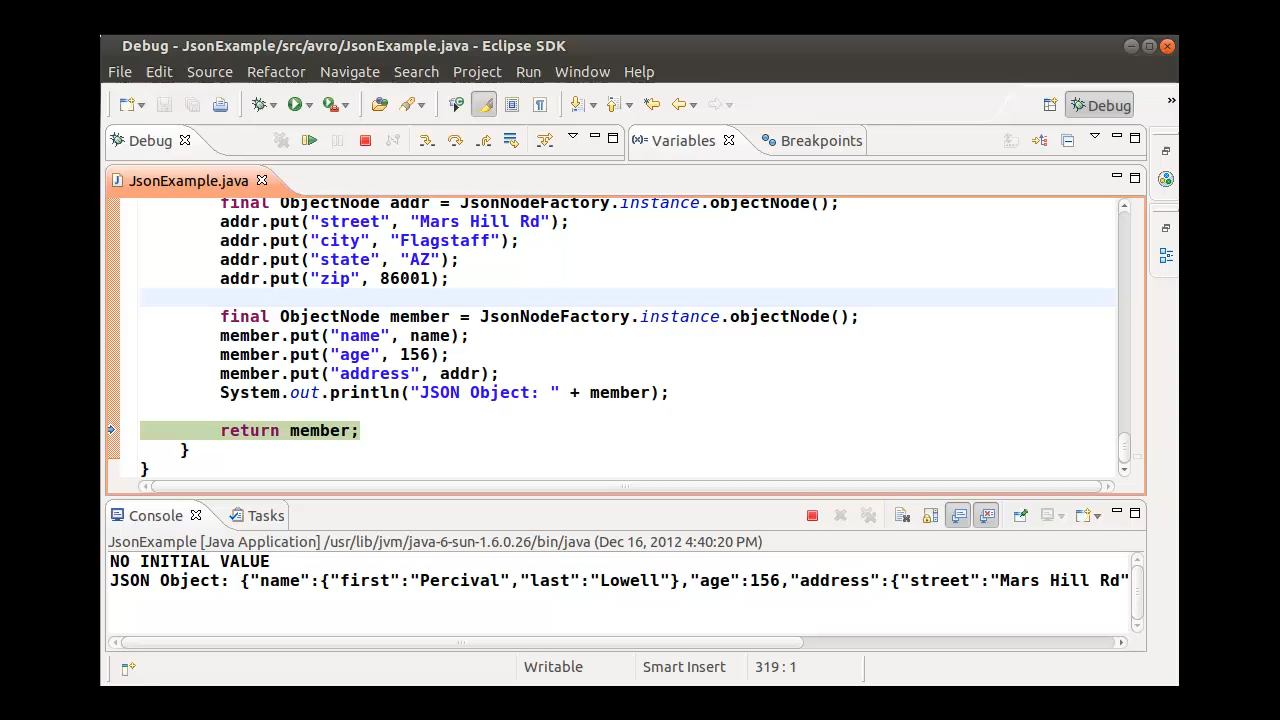 Debug - JsonExample/src/avro/JsonExample.java - Eclipse SDK
File Edit Source Refactor Navigate Search Project Run Window Help
Debug »
Debug Variables Breakpoints
JsonExample.java
final ObjectNode addr = JsonNodeFactory.instance.objectNode();
addr.put("street", "Mars Hill Rd");
addr.put("city", "Flagstaff");
addr.put("state", "AZ");
addr.put("zip", 86001);
final ObjectNode member = JsonNodeFactory.instance.objectNode();
member.put("name", name);
member.put("age", 156);
member.put("address", addr);
System.out.println("JSON Object: " + member);
return member;
}
}
Console Tasks
JsonExample [Java Application] /usr/lib/jvm/java-6-sun-1.6.0.26/bin/java (Dec 16, 2012 4:40:20 PM)
NO INITIAL VALUE
JSON Object: {"name":{"first":"Percival","last":"Lowell"},"age":156,"address":{"street":"Mars Hill Rd"
Writable Smart Insert 319 : 1